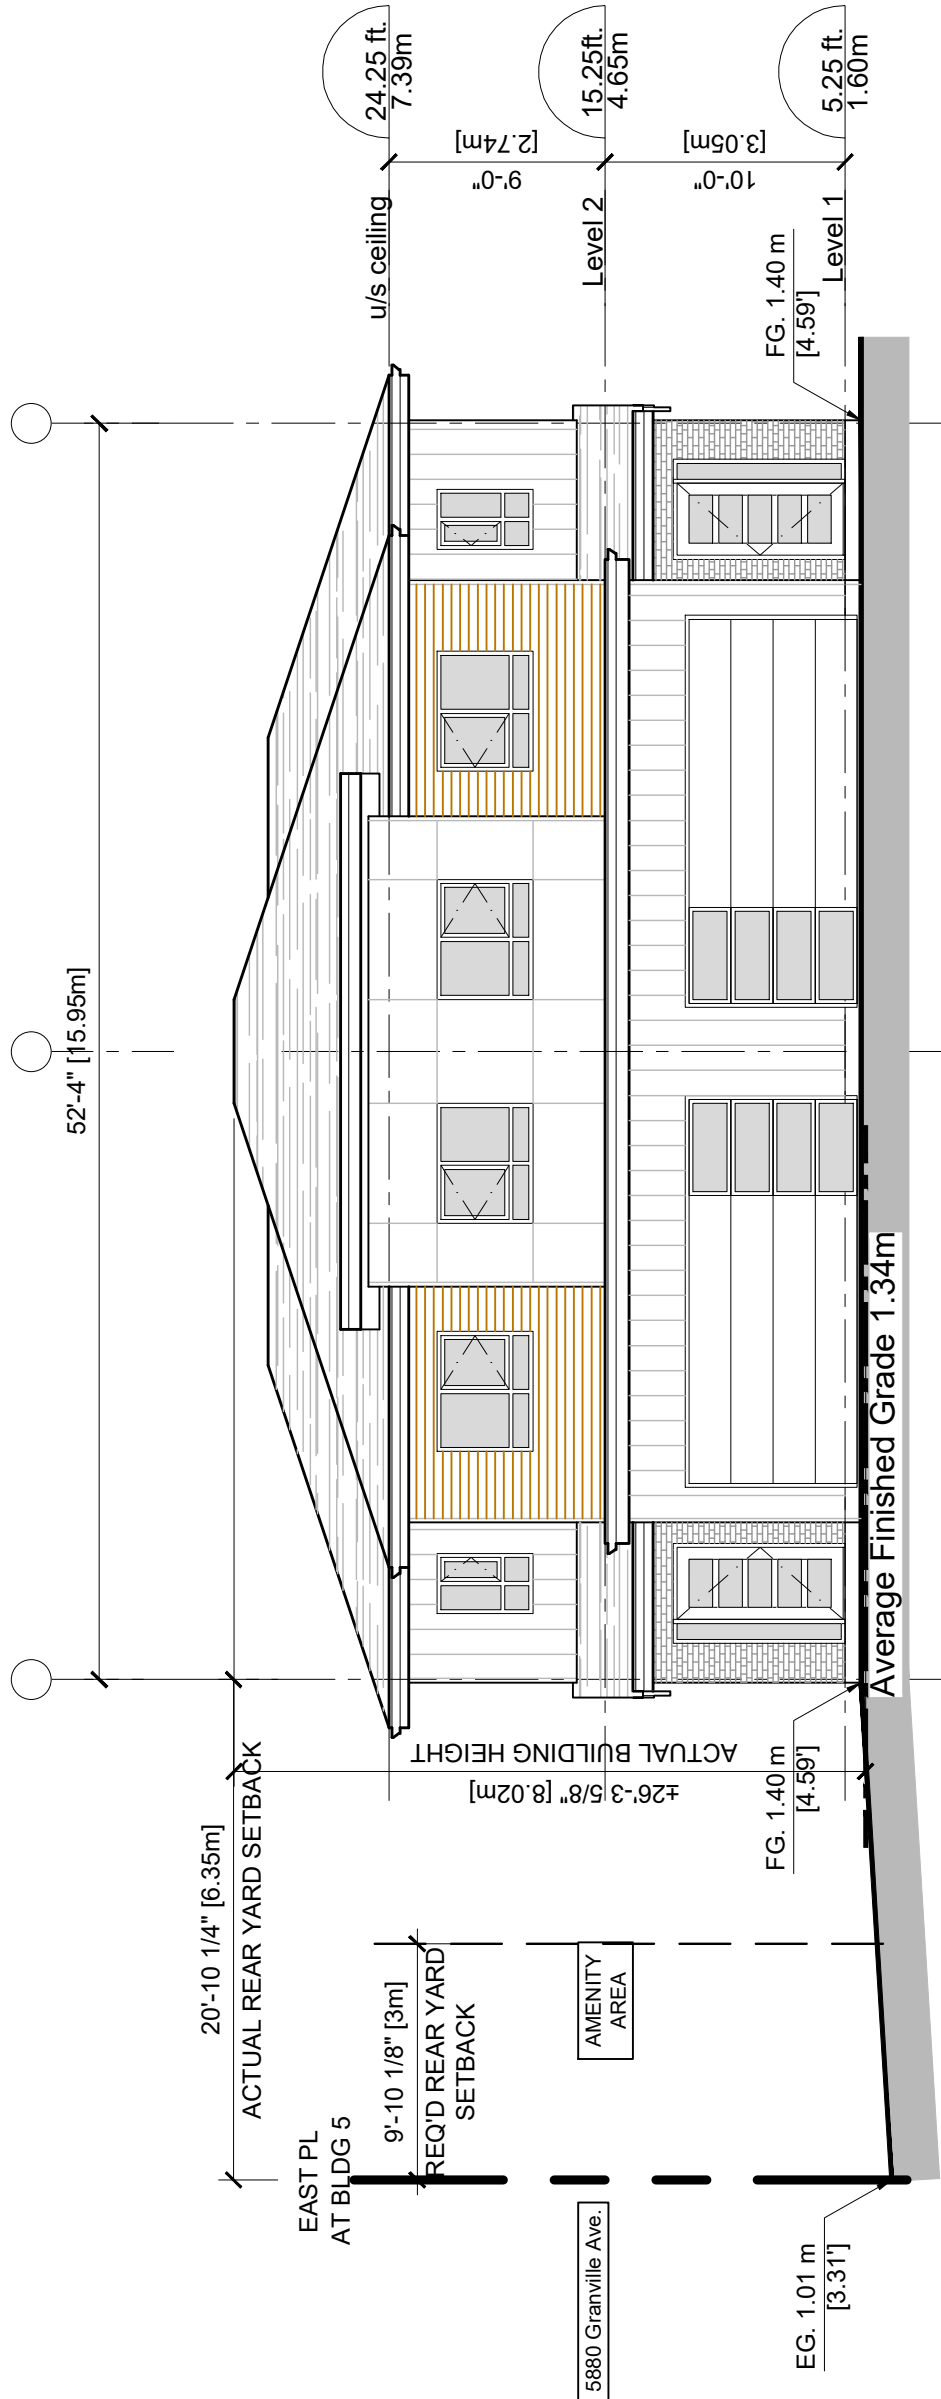 52'-4" [15.95m]
20'-10 1/4" [6.35m]
ACTUAL REAR YARD SETBACK
EAST PL
AT BLDG 5
9'-10 1/8" [3m]
REQ'D REAR YARD
SETBACK
AMENITY
AREA
5880 Granville Ave.
EG. 1.01 m
[3.31']
ACTUAL BUILDING HEIGHT
±26'-3 5/8" [8.02m]
FG. 1.40 m
[4.59']
Average Finished Grade 1.34m
FG. 1.40 m
[4.59']
u/s ceiling
24.25 ft.
7.39m
9'-0"
[2.74m]
Level 2
15.25ft.
4.65m
10'-0"
[3.05m]
Level 1
5.25 ft.
1.60m